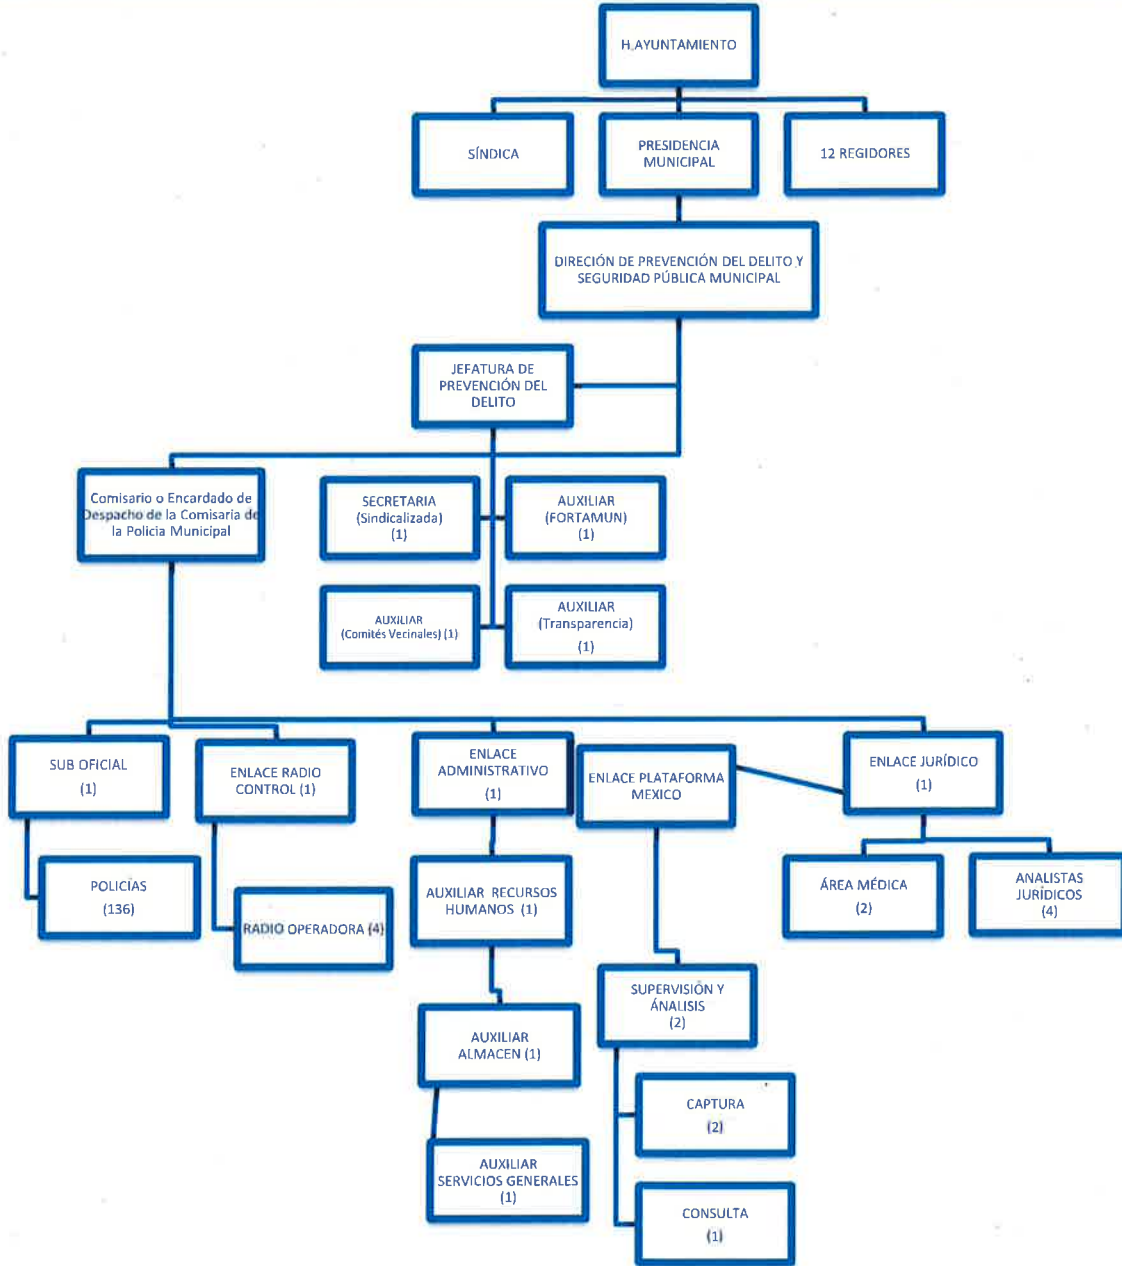 H.AYUNTAMIENTO
SÍNDICA
PRESIDENCIA
MUNICIPAL
12 REGIDORES
DIRECIÓN DE PREVENCIÓN DEL DELITO Y
SEGURIDAD PÚBLICA MUNICIPAL
JEFATURA DE
PREVENCIÓN DEL
DELITO
Comisario o Encardado de
Despacho de la Comisaria de
la Policia Municipal
SECRETARIA
(Sindicalizada)
(1)
AUXILIAR
(FORTAMUN)
(1)
AUXILIAR
(Comités Vecinales) (1)
AUXILIAR
(Transparencia)
(1)
SUB OFICIAL
(1)
ENLACE RADIO
CONTROL (1)
ENLACE
ADMINISTRATIVO
(1)
ENLACE PLATAFORMA
MEXICO
ENLACE JURÍDICO
(1)
POLICÍAS
(136)
RADIO OPERADORA (4)
AUXILIAR RECURSOS
HUMANOS (1)
ÁREA MÉDICA
(2)
ANALISTAS
JURÍDICOS
(4)
SUPERVISIÓN Y
ÁNALISIS
(2)
AUXILIAR
ALMACEN (1)
CAPTURA
(2)
AUXILIAR
SERVICIOS GENERALES
(1)
CONSULTA
(1)